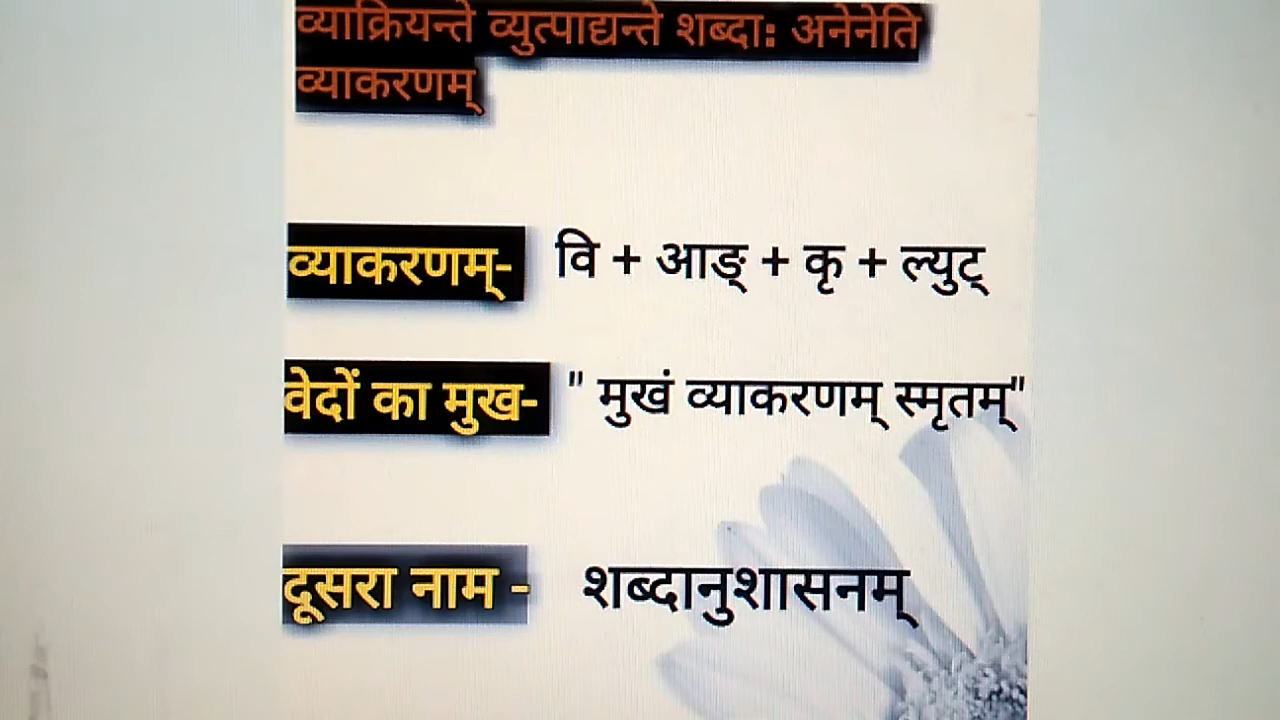 व्याक्रियन्ते व्युत्पाद्यन्ते शब्दाः अनेनेति
व्याकरणम्
व्याकरणम्- वि + आङ् + कृ + ल्युट्
वेदों का मुख- " मुखं व्याकरणम् स्मृतम्"
दूसरा नाम - शब्दानुशासनम्